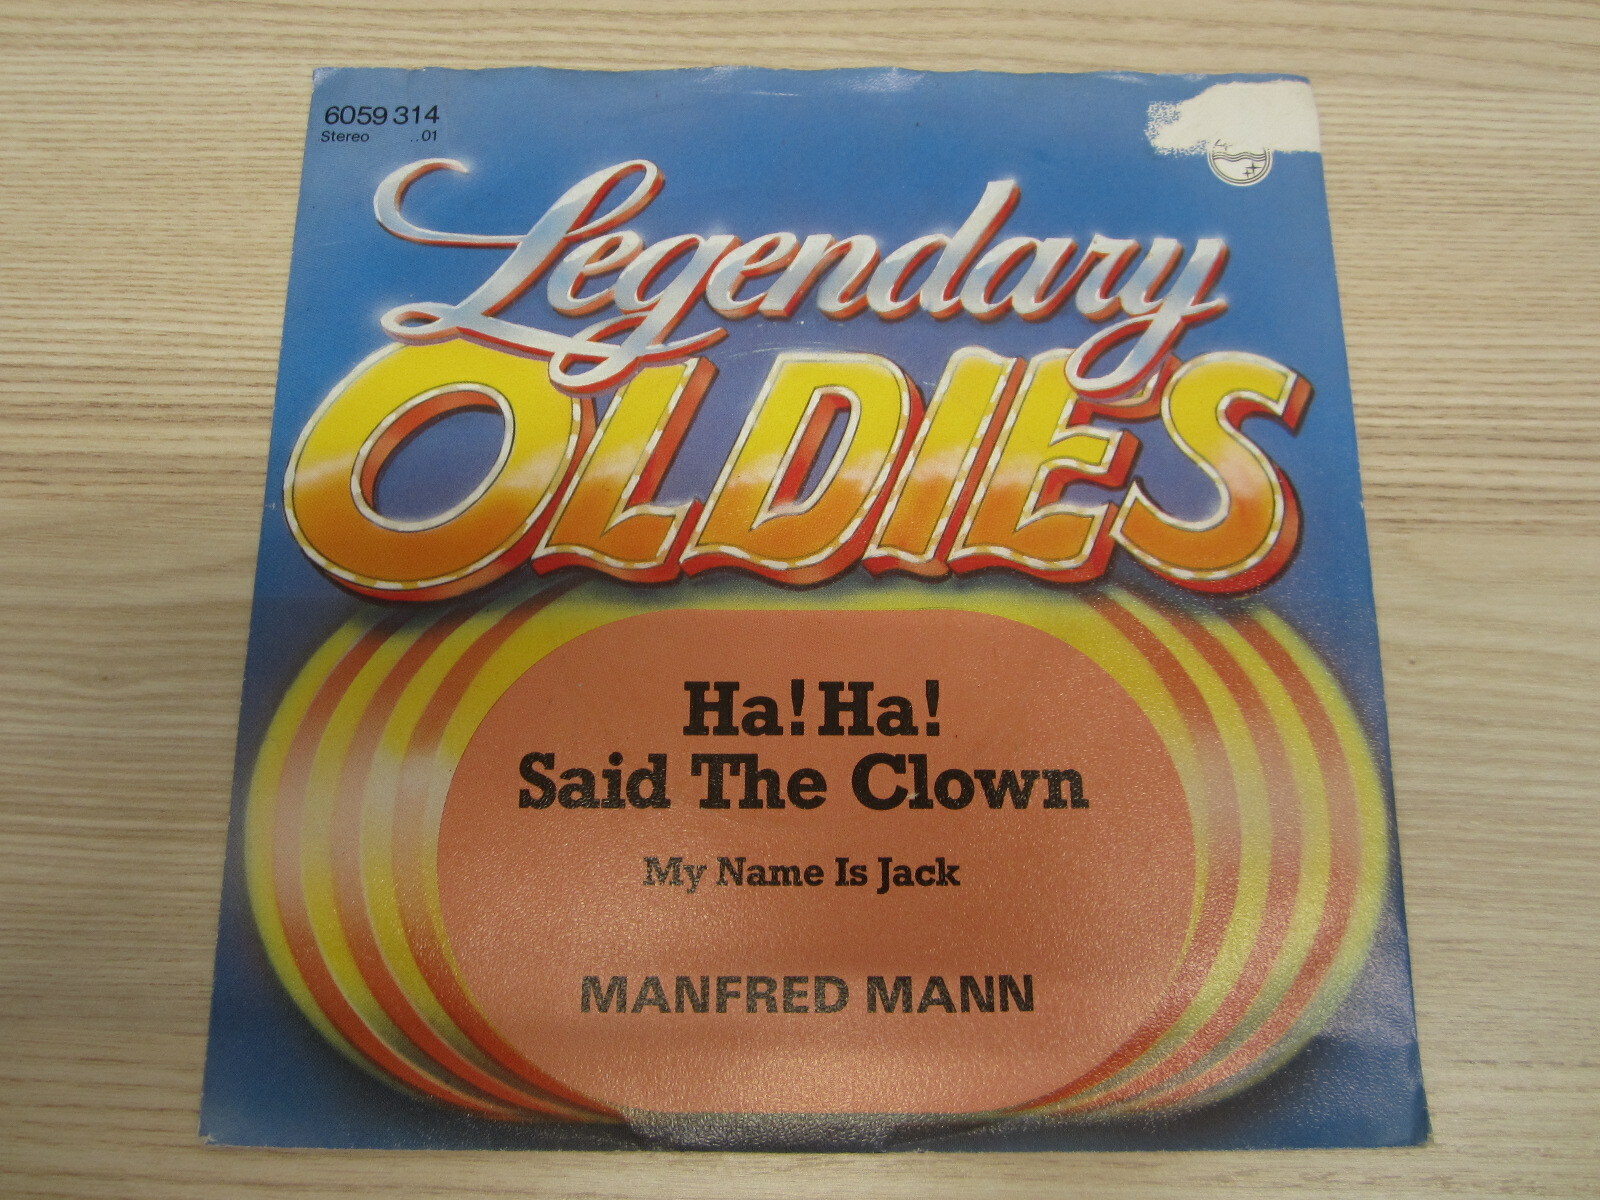 6059 314
Stereo ..01
Legendary
OLDIES
Ha! Ha!
Said The Clown
My Name Is Jack
MANFRED MANN